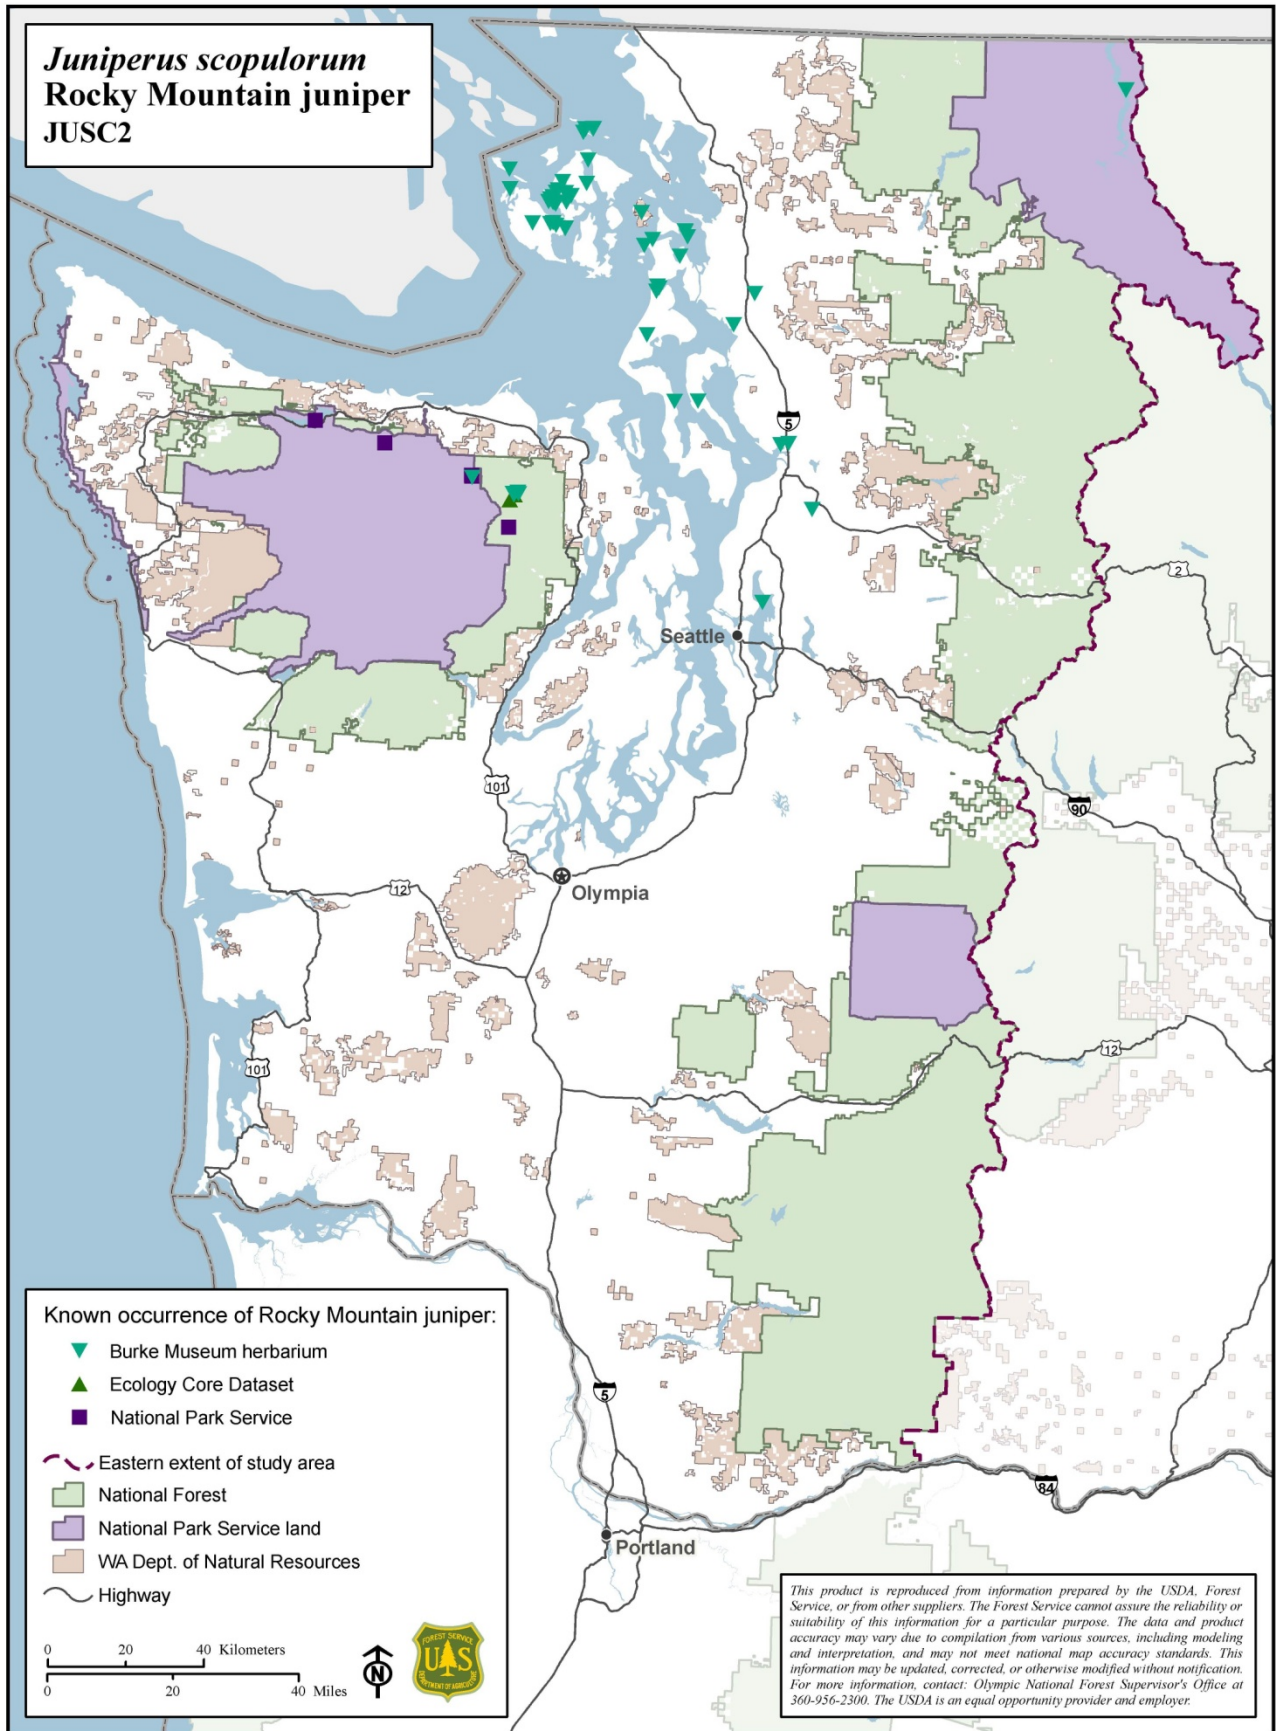 Juniperus scopulorum
Rocky Mountain juniper
JUSC2
5
2
Seattle
101
90
12
Olympia
101
12
Known occurrence of Rocky Mountain juniper:
Burke Museum herbarium
Ecology Core Dataset
National Park Service
Eastern extent of study area
National Forest
National Park Service land
WA Dept. of Natural Resources
Highway
0 20 40 Kilometers
0 20 40 Miles
N
FOREST SERVICE
U S
DEPARTMENT OF AGRICULTURE
5
84
Portland
This product is reproduced from information prepared by the USDA, Forest
Service, or from other suppliers. The Forest Service cannot assure the reliability or
suitability of this information for a particular purpose. The data and product
accuracy may vary due to compilation from various sources, including modeling
and interpretation, and may not meet national map accuracy standards. This
information may be updated, corrected, or otherwise modified without notification.
For more information, contact: Olympic National Forest Supervisor's Office at
360-956-2300. The USDA is an equal opportunity provider and employer.